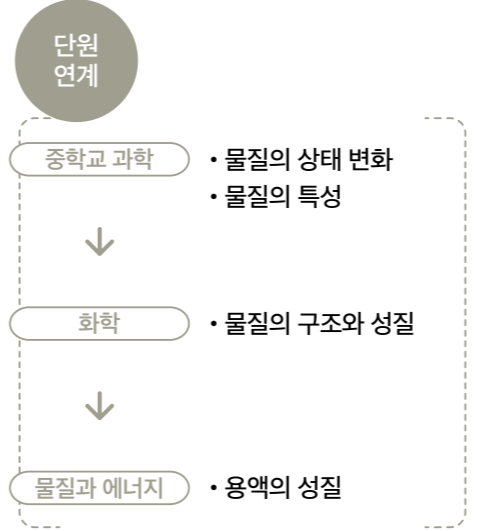 단원
연계
중학교 과학
• 물질의 상태 변화
• 물질의 특성
화학
• 물질의 구조와 성질
물질과 에너지
• 용액의 성질